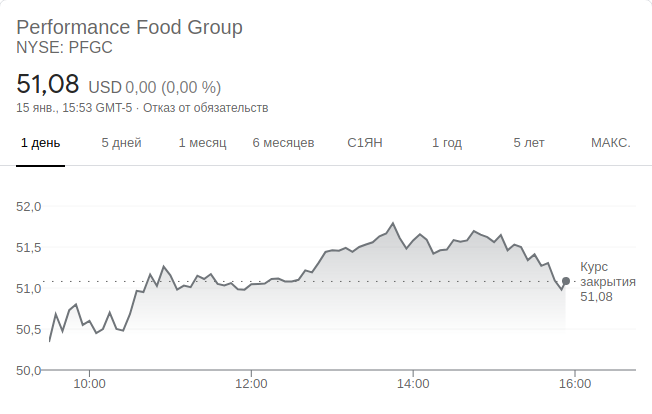 Performance Food Group
NYSE: PFGC
51,08 USD 0,00 (0,00 %)
15 янв., 15:53 GMT-5 · Отказ от обязательств
1 день 5 дней 1 месяц 6 месяцев С1ЯН 1 год 5 лет МАКС.
52,0
51,5
Курс
закрытия
51,08
51,0
50,5
50,0
10:00 12:00 14:00 16:00